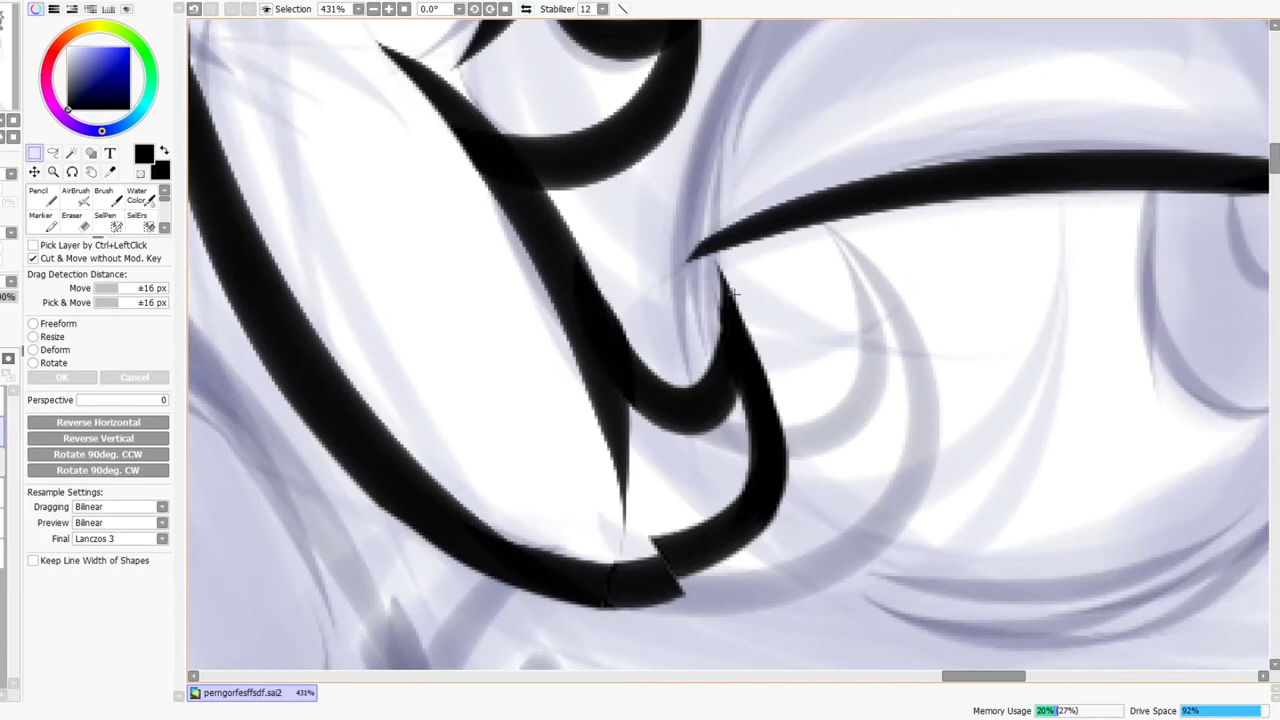 Selection 431% 0.0° Stabilizer 12
T
Pencil AirBrush Brush Water Color
Marker Eraser SelPen SelErs
Pick Layer by Ctrl+LeftClick
Cut & Move without Mod. Key
Drag Detection Distance:
Move ±16 px
Pick & Move ±16 px
Freeform
Resize
Deform
Rotate
OK Cancel
Perspective 0
Reverse Horizontal
Reverse Vertical
Rotate 90deg. CCW
Rotate 90deg. CW
Resample Settings:
Dragging Bilinear
Preview Bilinear
Final Lanczos 3
Keep Line Width of Shapes
perngorfesffsdf.sai2 431%
Memory Usage 20% (27%) Drive Space 92%